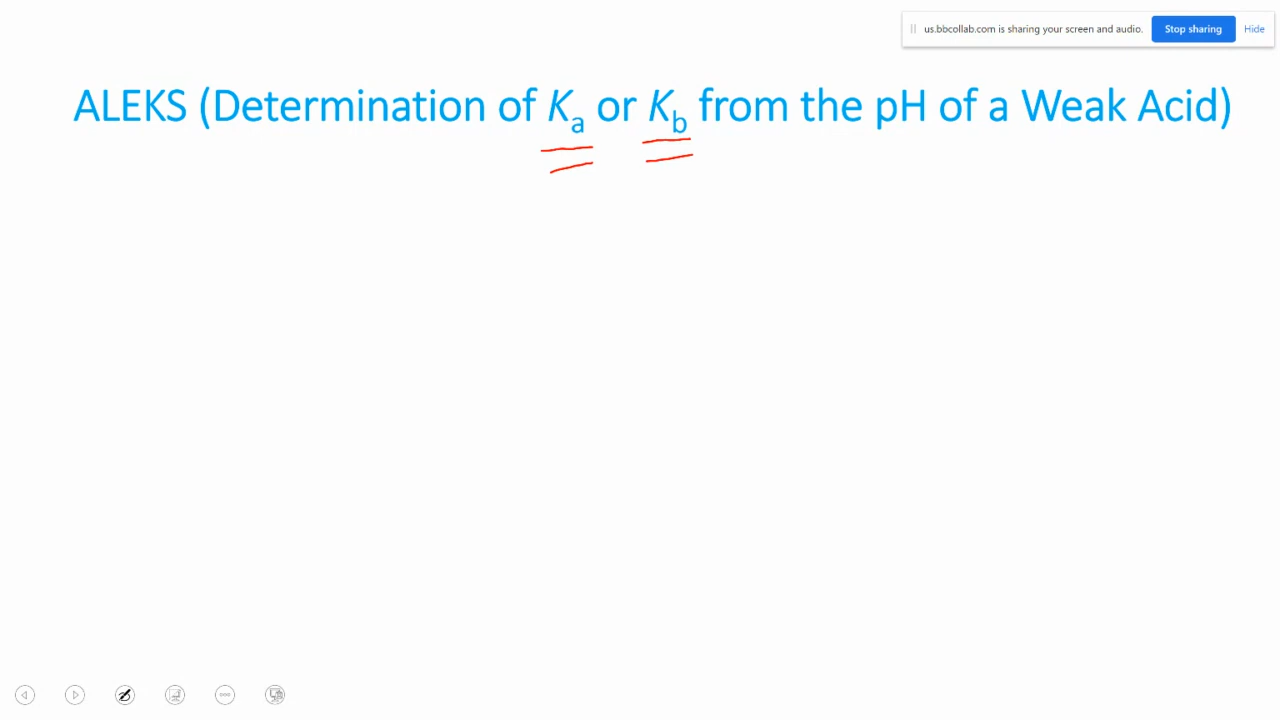 us.bbcollab.com is sharing your screen and audio. Stop sharing Hide
ALEKS (Determination of Ka or Kb from the pH of a Weak Acid)